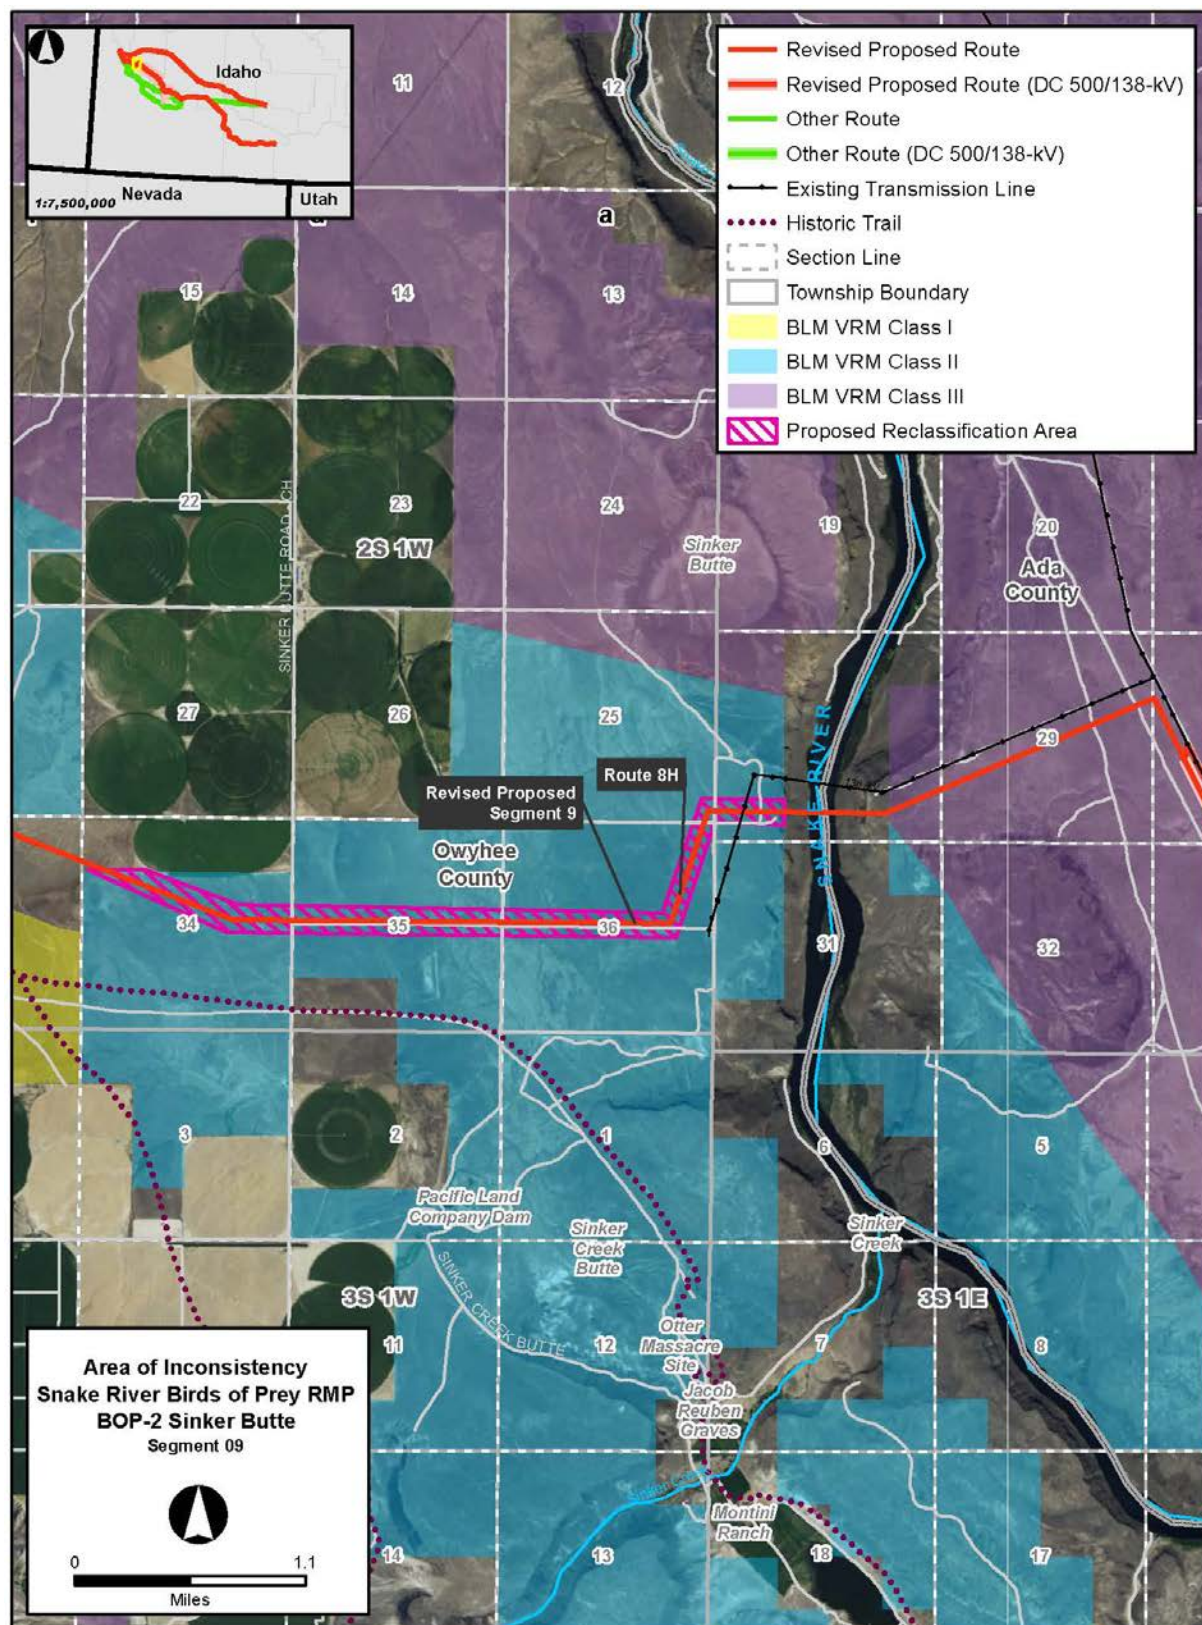 Idaho
Nevada
Utah
1:7,500,000
Revised Proposed Route
Revised Proposed Route (DC 500/138-kV)
Other Route
Other Route (DC 500/138-kV)
Existing Transmission Line
Historic Trail
Section Line
Township Boundary
BLM VRM Class I
BLM VRM Class II
BLM VRM Class III
Proposed Reclassification Area
11
12
a
15
14
13
22
23
24
19
20
2S 1W
Sinker
Butte
Ada
County
SINKER BUTTE ROAD
27
26
25
29
Route 8H
Revised Proposed
Segment 9
SNAKE RIVER
Owyhee
County
34
35
36
31
32
3
2
1
6
5
Pacific Land
Company Dam
Sinker
Creek
Butte
Sinker
Creek
SINKER CREEK BUTTE
3S 1W
3S 1E
11
12
7
8
Otter
Massacre
Site
Jacob
Reuben
Graves
Montini
Ranch
14
13
18
17
Area of Inconsistency
Snake River Birds of Prey RMP
BOP-2 Sinker Butte
Segment 09
0
1.1
Miles